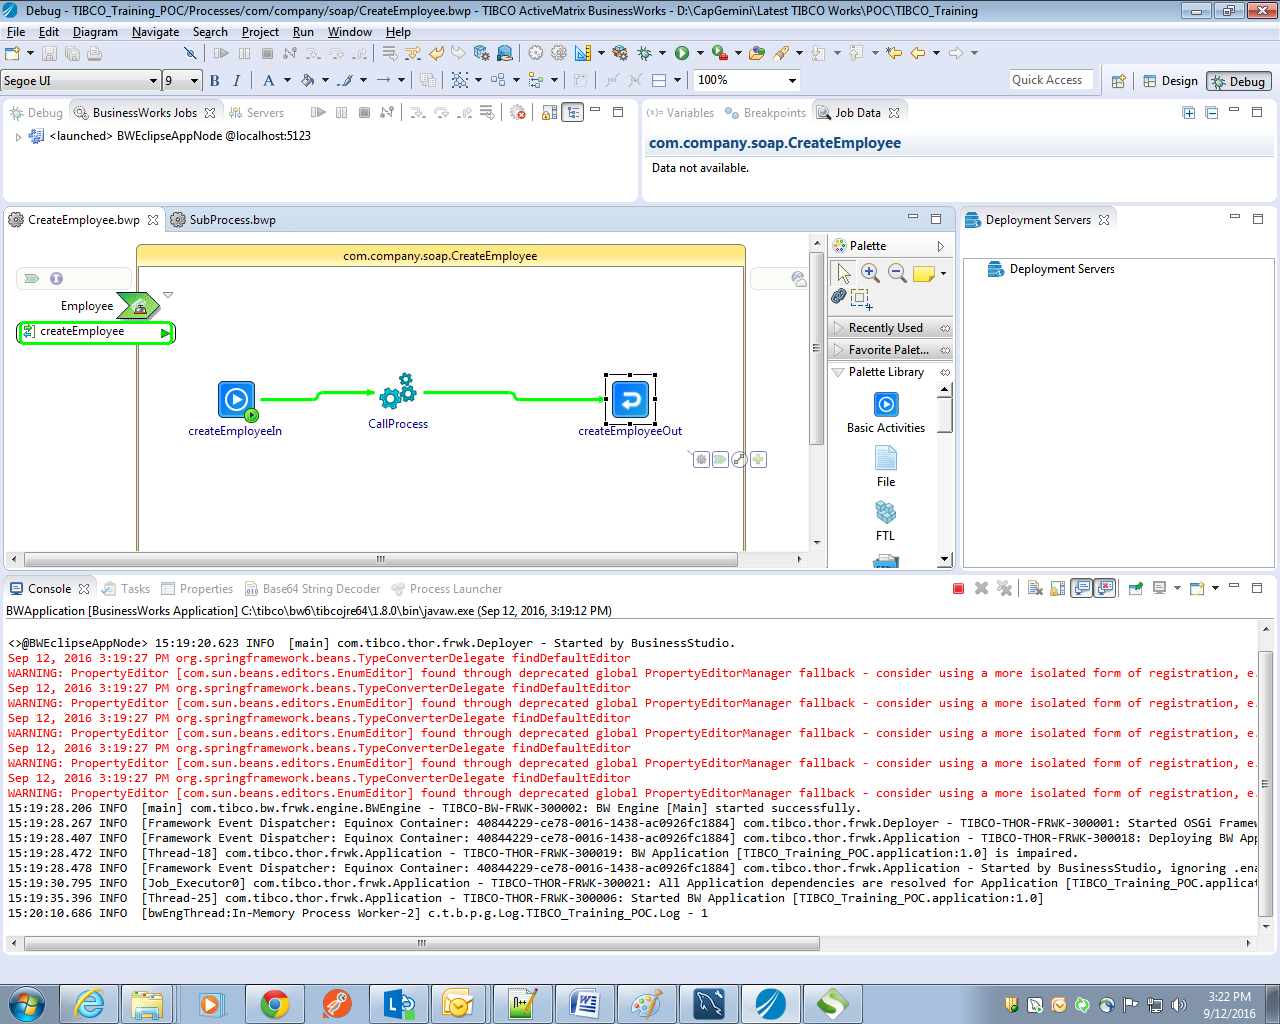 Debug - TIBCO_Training_POC/Processes/com/company/soap/CreateEmployee.bwp - TIBCO ActiveMatrix BusinessWorks - D:\CapGemini\Latest TIBCO Works\POC\TIBCO_Training
File Edit Diagram Navigate Search Project Run Window Help
Segoe UI 9 B I A 100% Quick Access Design Debug
Debug BusinessWorks Jobs Servers
<launched> BWEclipseAppNode @localhost:5123
(x)= Variables Breakpoints Job Data
com.company.soap.CreateEmployee
Data not available.
CreateEmployee.bwp SubProcess.bwp
com.company.soap.CreateEmployee
Employee
createEmployee
createEmployeeIn
CallProcess
createEmployeeOut
Palette
Recently Used
Favorite Palet...
Palette Library
Basic Activities
File
FTL
Deployment Servers
Deployment Servers
Console Tasks Properties Base64 String Decoder Process Launcher
BWApplication [BusinessWorks Application] C:\tibco\bw6\tibcojre64\1.8.0\bin\javaw.exe (Sep 12, 2016, 3:19:12 PM)
<>@BWEclipseAppNode> 15:19:20.623 INFO  [main] com.tibco.thor.frwk.Deployer - Started by BusinessStudio.
Sep 12, 2016 3:19:27 PM org.springframework.beans.TypeConverterDelegate findDefaultEditor
WARNING: PropertyEditor [com.sun.beans.editors.EnumEditor] found through deprecated global PropertyEditorManager fallback - consider using a more isolated form of registration, e.
Sep 12, 2016 3:19:27 PM org.springframework.beans.TypeConverterDelegate findDefaultEditor
WARNING: PropertyEditor [com.sun.beans.editors.EnumEditor] found through deprecated global PropertyEditorManager fallback - consider using a more isolated form of registration, e.
Sep 12, 2016 3:19:27 PM org.springframework.beans.TypeConverterDelegate findDefaultEditor
WARNING: PropertyEditor [com.sun.beans.editors.EnumEditor] found through deprecated global PropertyEditorManager fallback - consider using a more isolated form of registration, e.
Sep 12, 2016 3:19:27 PM org.springframework.beans.TypeConverterDelegate findDefaultEditor
WARNING: PropertyEditor [com.sun.beans.editors.EnumEditor] found through deprecated global PropertyEditorManager fallback - consider using a more isolated form of registration, e.
Sep 12, 2016 3:19:27 PM org.springframework.beans.TypeConverterDelegate findDefaultEditor
WARNING: PropertyEditor [com.sun.beans.editors.EnumEditor] found through deprecated global PropertyEditorManager fallback - consider using a more isolated form of registration, e.
15:19:28.206 INFO  [main] com.tibco.bw.frwk.engine.BWEngine - TIBCO-BW-FRWK-300002: BW Engine [Main] started successfully.
15:19:28.267 INFO  [Framework Event Dispatcher: Equinox Container: 40844229-ce78-0016-1438-ac0926fc1884] com.tibco.thor.frwk.Deployer - TIBCO-THOR-FRWK-300001: Started OSGi Framew
15:19:28.407 INFO  [Framework Event Dispatcher: Equinox Container: 40844229-ce78-0016-1438-ac0926fc1884] com.tibco.thor.frwk.Application - TIBCO-THOR-FRWK-300018: Deploying BW App
15:19:28.472 INFO  [Thread-18] com.tibco.thor.frwk.Application - TIBCO-THOR-FRWK-300019: BW Application [TIBCO_Training_POC.application:1.0] is impaired.
15:19:28.478 INFO  [Framework Event Dispatcher: Equinox Container: 40844229-ce78-0016-1438-ac0926fc1884] com.tibco.thor.frwk.Application - Started by BusinessStudio, ignoring .ena
15:19:30.795 INFO  [Job_Executor0] com.tibco.thor.frwk.Application - TIBCO-THOR-FRWK-300021: All Application dependencies are resolved for Application [TIBCO_Training_POC.applicat
15:19:35.396 INFO  [Thread-25] com.tibco.thor.frwk.Application - TIBCO-THOR-FRWK-300006: Started BW Application [TIBCO_Training_POC.application:1.0]
15:20:10.686 INFO  [bwEngThread:In-Memory Process Worker-2] c.t.b.p.g.Log.TIBCO_Training_POC.Log - 1
3:22 PM
9/12/2016